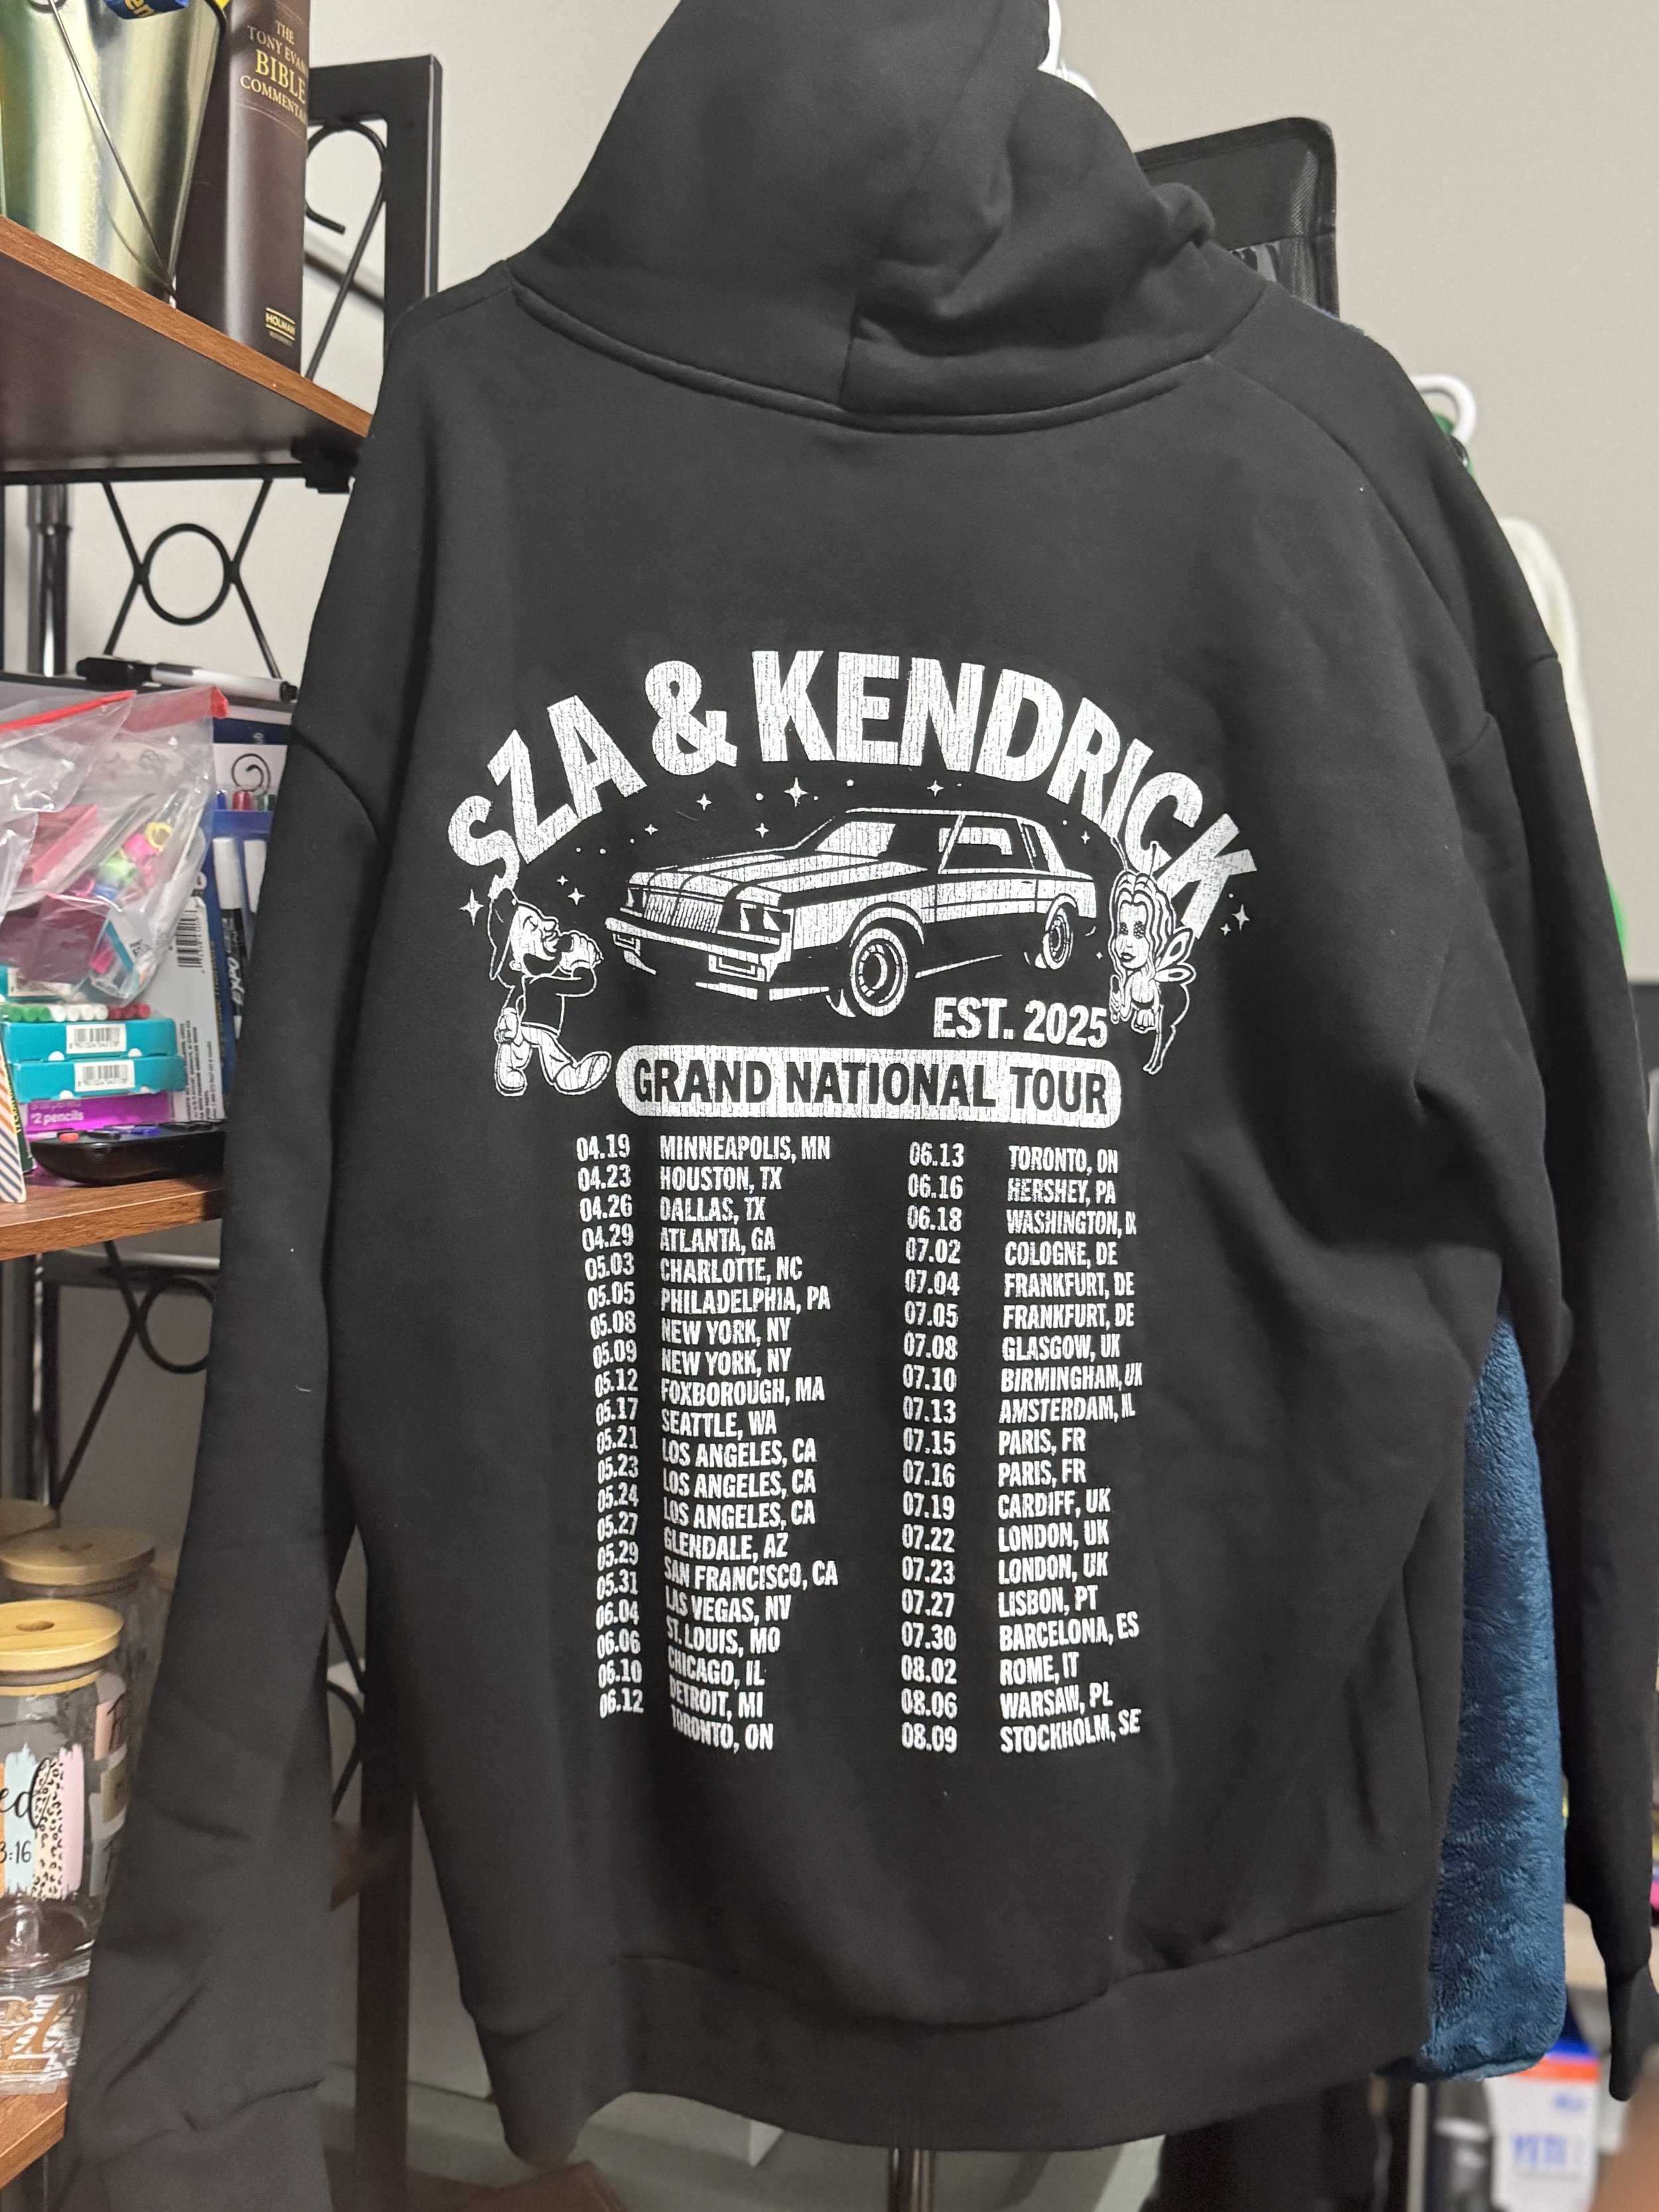 THE
TONY EVANS
BIBLE
COMMENTARY
HOLMAN
SZA & KENDRICK
EST. 2025
GRAND NATIONAL TOUR
04.19 MINNEAPOLIS, MN
04.23 HOUSTON, TX
04.26 DALLAS, TX
04.29 ATLANTA, GA
05.03 CHARLOTTE, NC
05.05 PHILADELPHIA, PA
05.08 NEW YORK, NY
05.09 NEW YORK, NY
05.12 FOXBOROUGH, MA
05.17 SEATTLE, WA
05.21 LOS ANGELES, CA
05.23 LOS ANGELES, CA
05.24 LOS ANGELES, CA
05.27 GLENDALE, AZ
05.29 SAN FRANCISCO, CA
05.31 LAS VEGAS, NV
06.04 ST. LOUIS, MO
06.06 CHICAGO, IL
06.10 DETROIT, MI
06.12 TORONTO, ON
06.13 TORONTO, ON
06.16 HERSHEY, PA
06.18 WASHINGTON, D
07.02 COLOGNE, DE
07.04 FRANKFURT, DE
07.05 FRANKFURT, DE
07.08 GLASGOW, UK
07.10 BIRMINGHAM, UK
07.13 AMSTERDAM, NL
07.15 PARIS, FR
07.16 PARIS, FR
07.19 CARDIFF, UK
07.22 LONDON, UK
07.23 LONDON, UK
07.27 LISBON, PT
07.30 BARCELONA, ES
08.02 ROME, IT
08.06 WARSAW, PL
08.09 STOCKHOLM, SE
#2 pencils
3:16
YETI